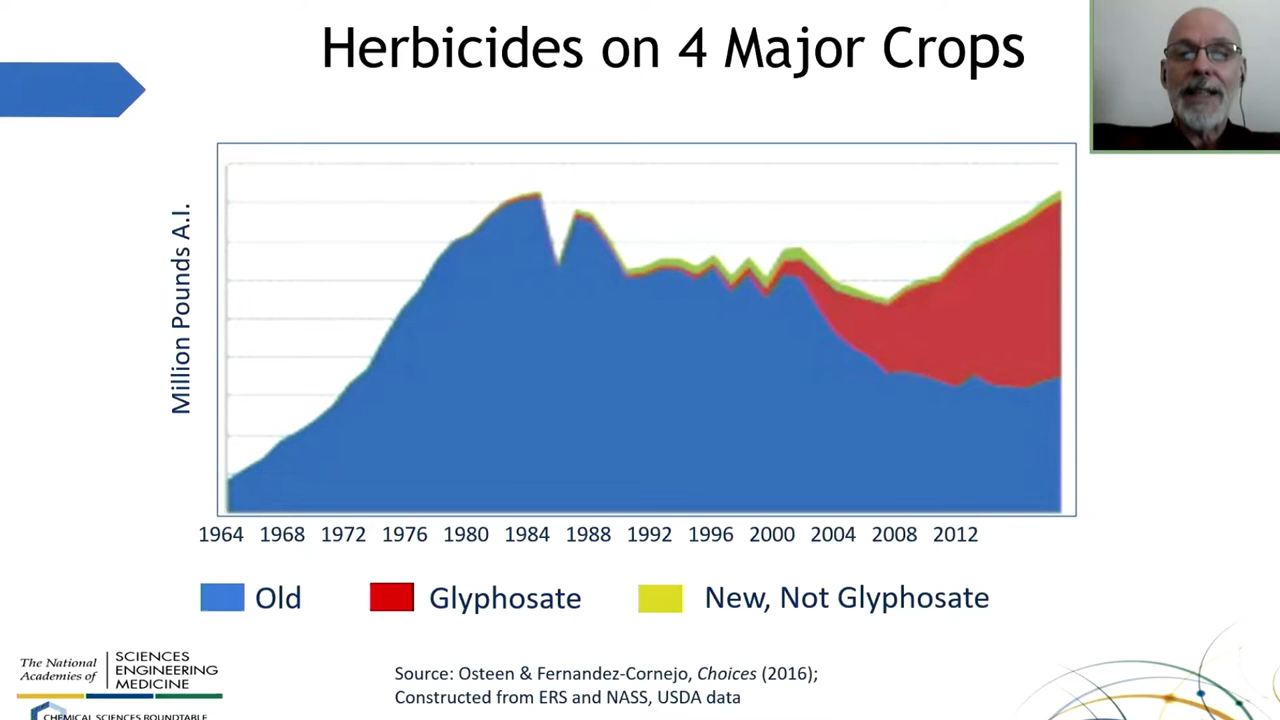 Herbicides on 4 Major Crops
Million Pounds A.I.
1964 1968 1972 1976 1980 1984 1988 1992 1996 2000 2004 2008 2012
Old
Glyphosate
New, Not Glyphosate
The National
Academies of
SCIENCES
ENGINEERING
MEDICINE
CHEMICAL SCIENCES ROUNDTABLE
Source: Osteen & Fernandez-Cornejo, Choices (2016);
Constructed from ERS and NASS, USDA data